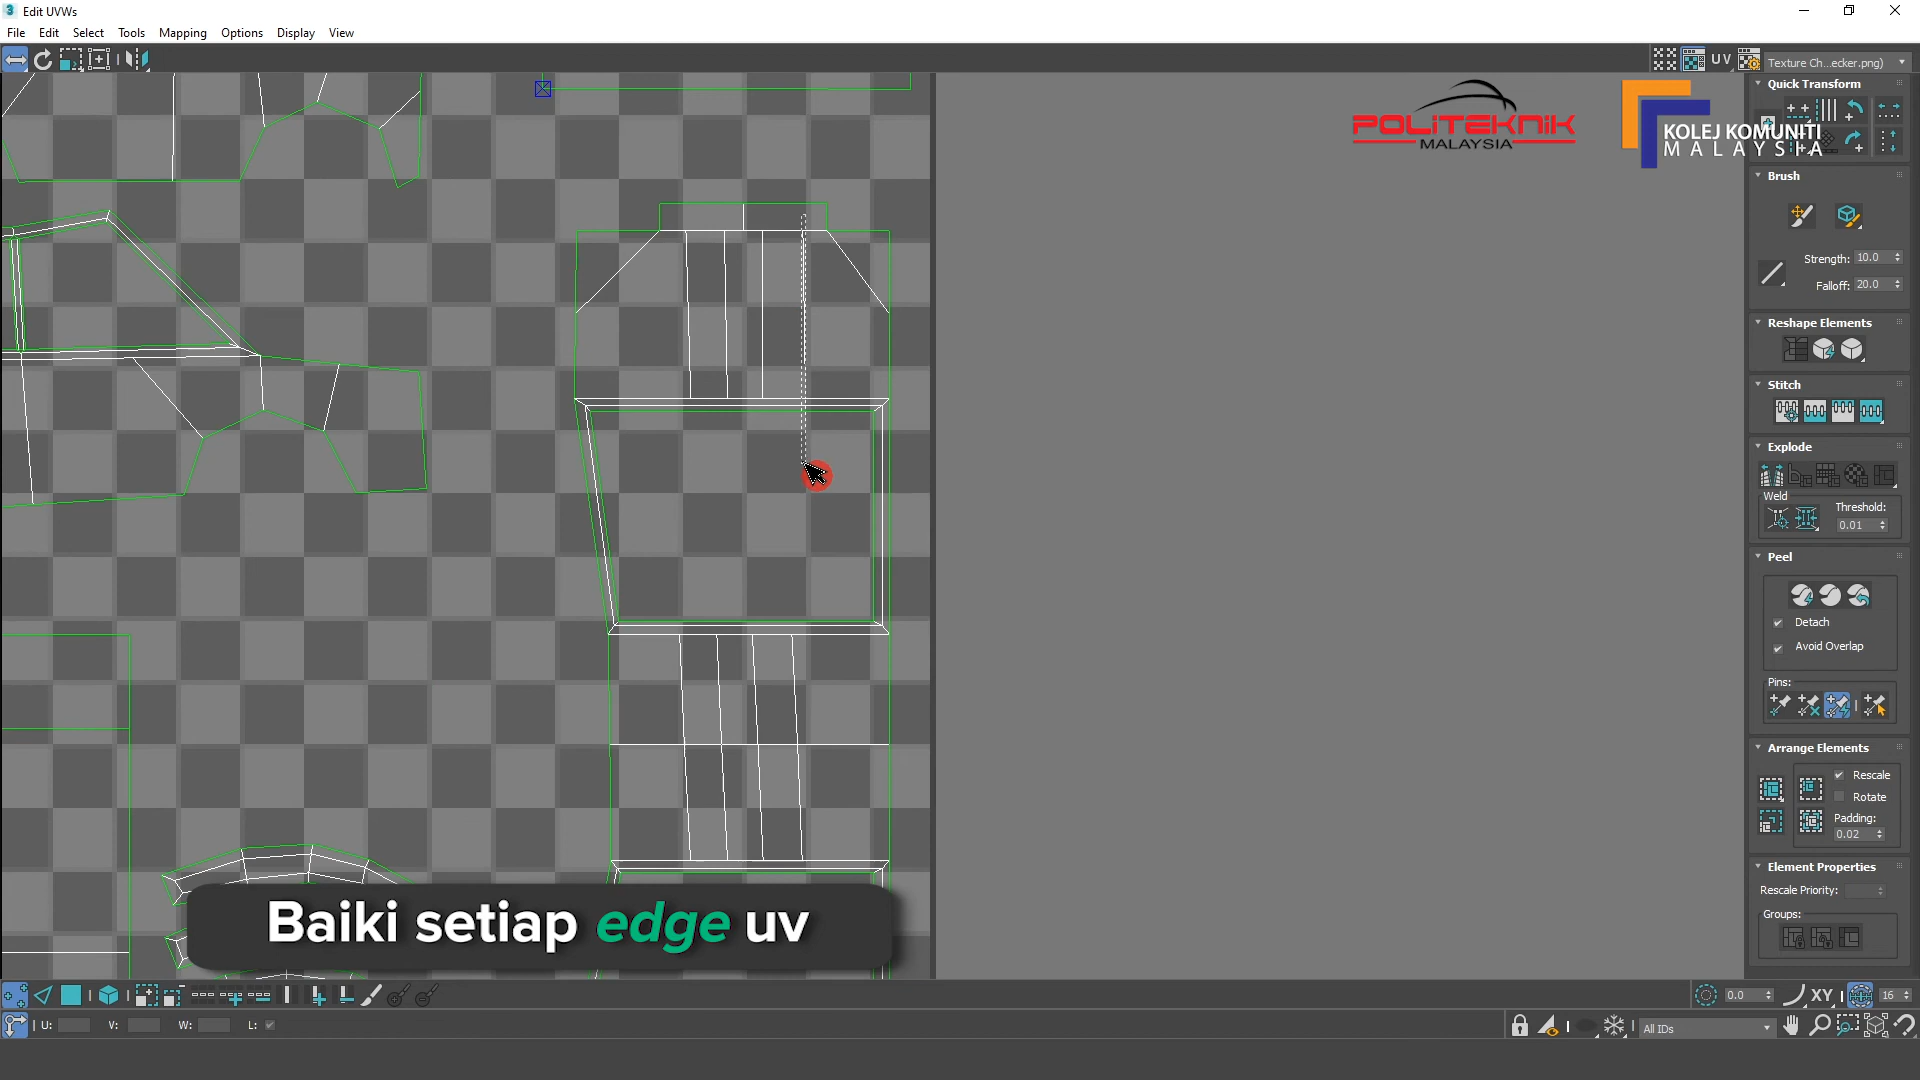 3 Edit UVWs
File Edit Select Tools Mapping Options Display View
UV Texture Ch...ecker.png)
Quick Transform
POLITEKNIK
MALAYSIA
KOLEJ KOMUNITI
MALAYSIA
Brush
Strength: 10.0
Falloff: 20.0
Reshape Elements
Stitch
Explode
Weld
Threshold:
0.01
Peel
Detach
Avoid Overlap
Pins:
Arrange Elements
Rescale
Rotate
Padding:
0.02
Element Properties
Rescale Priority:
Groups:
Baiki setiap edge uv
0.0 XY 16
U: V: W: L: All IDs